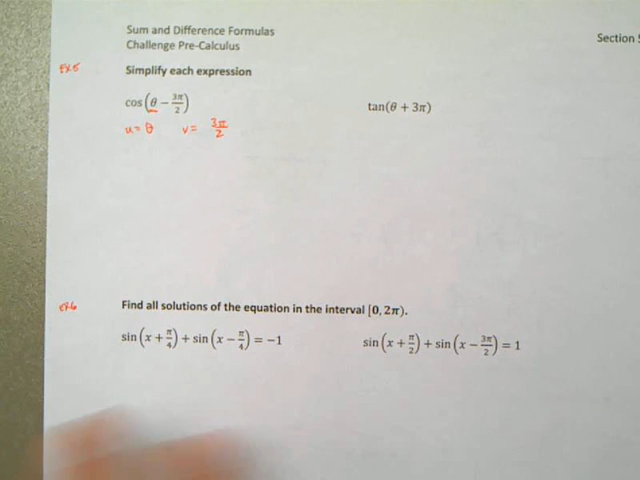 Sum and Difference Formulas
Challenge Pre-Calculus
Section
EX5
Simplify each expression
cos(θ − 3π/2)
tan(θ + 3π)
u = θ v = 3π/2
EX6
Find all solutions of the equation in the interval [0, 2π).
sin(x + π/4) + sin(x − π/4) = −1
sin(x + π/2) + sin(x − 3π/2) = 1